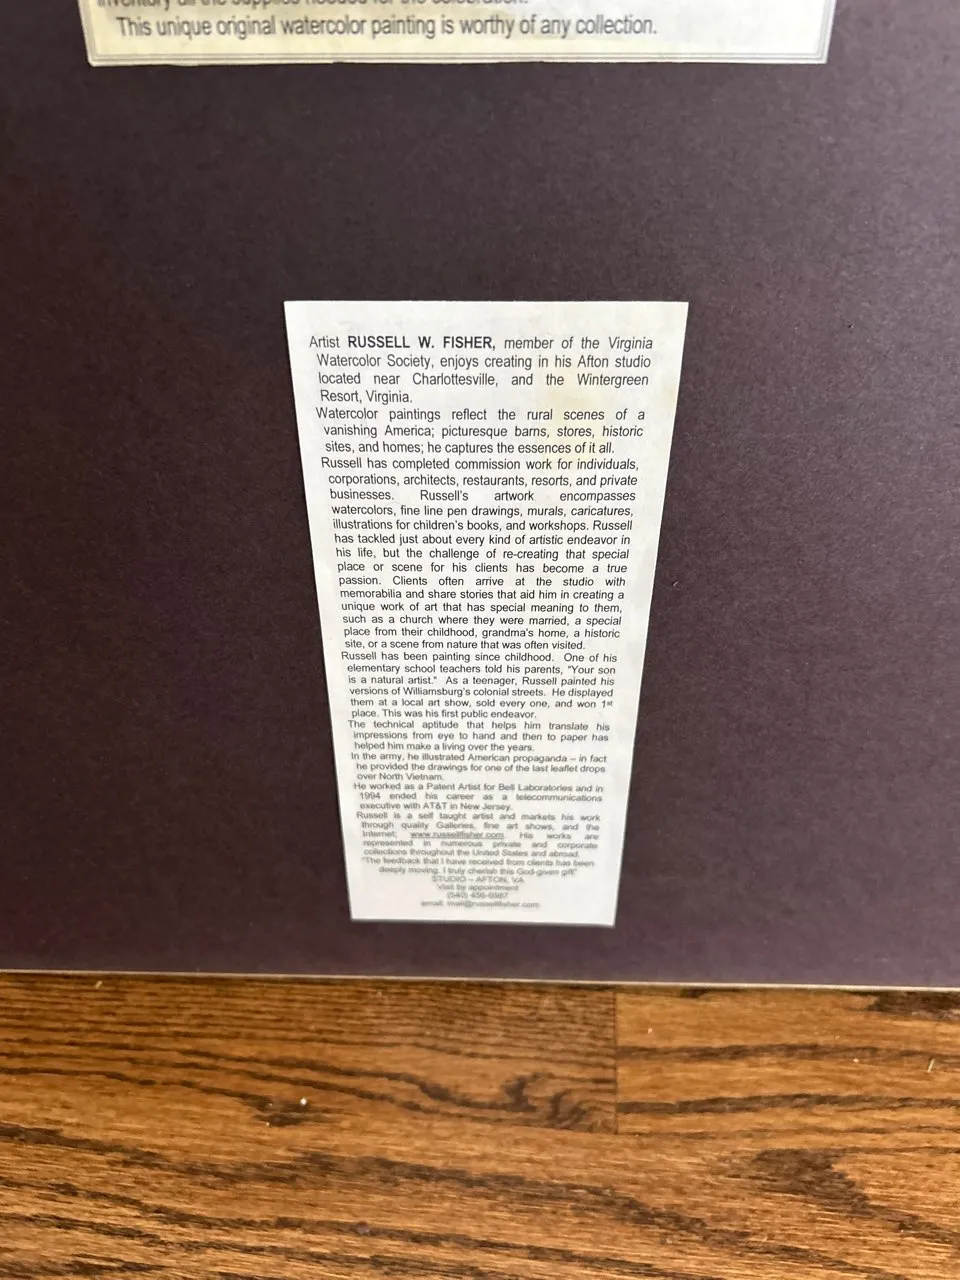 inventory all the supplies needed for the celebration.
This unique original watercolor painting is worthy of any collection.
Artist RUSSELL W. FISHER, member of the Virginia
Watercolor Society, enjoys creating in his Afton studio
located near Charlottesville, and the Wintergreen
Resort, Virginia.
Watercolor paintings reflect the rural scenes of a
vanishing America; picturesque barns, stores, historic
sites, and homes; he captures the essences of it all.
Russell has completed commission work for individuals,
corporations, architects, restaurants, resorts, and private
businesses. Russell's artwork encompasses
watercolors, fine line pen drawings, murals, caricatures,
illustrations for children's books, and workshops. Russell
has tackled just about every kind of artistic endeavor in
his life, but the challenge of re-creating that special
place or scene for his clients has become a true
passion. Clients often arrive at the studio with
memorabilia and share stories that aid him in creating a
unique work of art that has special meaning to them,
such as a church where they were married, a special
place from their childhood, grandma's home, a historic
site, or a scene from nature that was often visited.
Russell has been painting since childhood. One of his
elementary school teachers told his parents, "Your son
is a natural artist." As a teenager, Russell painted his
versions of Williamsburg's colonial streets. He displayed
them at a local art show, sold every one, and won 1st
place. This was his first public endeavor.
The technical aptitude that helps him translate his
impressions from eye to hand and then to paper has
helped him make a living over the years.
In the army, he illustrated American propaganda – in fact
he provided the drawings for one of the last leaflet drops
over North Vietnam.
He worked as a Patent Artist for Bell Laboratories and in
1994 ended his career as a telecommunications
executive with AT&T in New Jersey.
Russell is a self taught artist and markets his work
through quality Galleries, fine art shows, and the
Internet; www.russellfisher.com. His works are
represented in numerous private and corporate
collections throughout the United States and abroad.
"The feedback that I have received from clients has been
deeply moving. I truly cherish this God-given gift"
STUDIO – AFTON, VA
Visit by appointment
(540)
email: mail@russellfisher.com